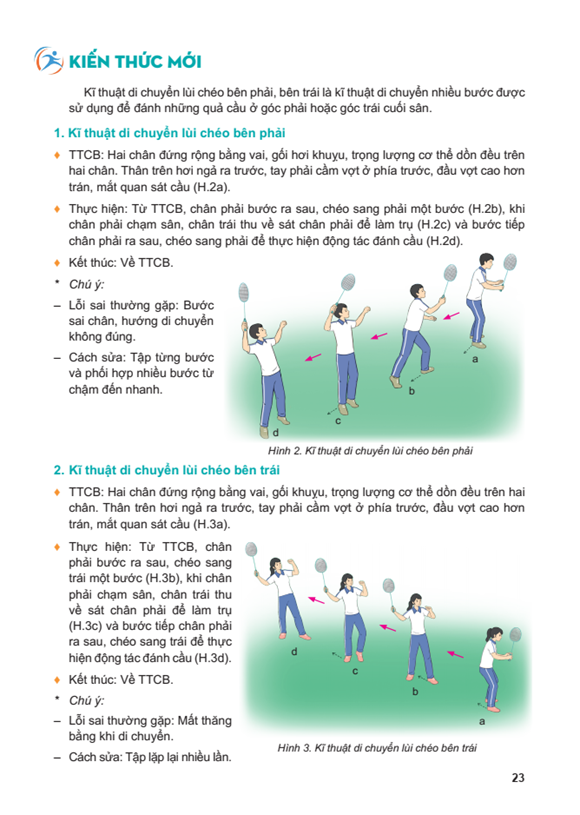 KIẾN THỨC MỚI
Kĩ thuật di chuyển lùi chéo bên phải, bên trái là kĩ thuật di chuyển nhiều bước được
sử dụng để đánh những quả cầu ở góc phải hoặc góc trái cuối sân.
1. Kĩ thuật di chuyển lùi chéo bên phải
♦ TTCB: Hai chân đứng rộng bằng vai, gối hơi khuỵu, trọng lượng cơ thể dồn đều trên
hai chân. Thân trên hơi ngả ra trước, tay phải cầm vợt ở phía trước, đầu vợt cao hơn
trán, mắt quan sát cầu (H.2a).
♦ Thực hiện: Từ TTCB, chân phải bước ra sau, chéo sang phải một bước (H.2b), khi
chân phải chạm sân, chân trái thu về sát chân phải để làm trụ (H.2c) và bước tiếp
chân phải ra sau, chéo sang phải để thực hiện động tác đánh cầu (H.2d).
♦ Kết thúc: Về TTCB.
* Chú ý:
– Lỗi sai thường gặp: Bước
sai chân, hướng di chuyển
không đúng.
– Cách sửa: Tập từng bước
và phối hợp nhiều bước từ
chậm đến nhanh.
a
b
c
d
Hình 2. Kĩ thuật di chuyển lùi chéo bên phải
2. Kĩ thuật di chuyển lùi chéo bên trái
♦ TTCB: Hai chân đứng rộng bằng vai, gối khuỵu, trọng lượng cơ thể dồn đều trên hai
chân. Thân trên hơi ngả ra trước, tay phải cầm vợt ở phía trước, đầu vợt cao hơn
trán, mắt quan sát cầu (H.3a).
♦ Thực hiện: Từ TTCB, chân
phải bước ra sau, chéo sang
trái một bước (H.3b), khi chân
phải chạm sân, chân trái thu
về sát chân phải để làm trụ
(H.3c) và bước tiếp chân phải
ra sau, chéo sang trái để thực
hiện động tác đánh cầu (H.3d).
♦ Kết thúc: Về TTCB.
* Chú ý:
– Lỗi sai thường gặp: Mất thăng
bằng khi di chuyển.
– Cách sửa: Tập lặp lại nhiều lần.
d
c
b
a
Hình 3. Kĩ thuật di chuyển lùi chéo bên trái
23